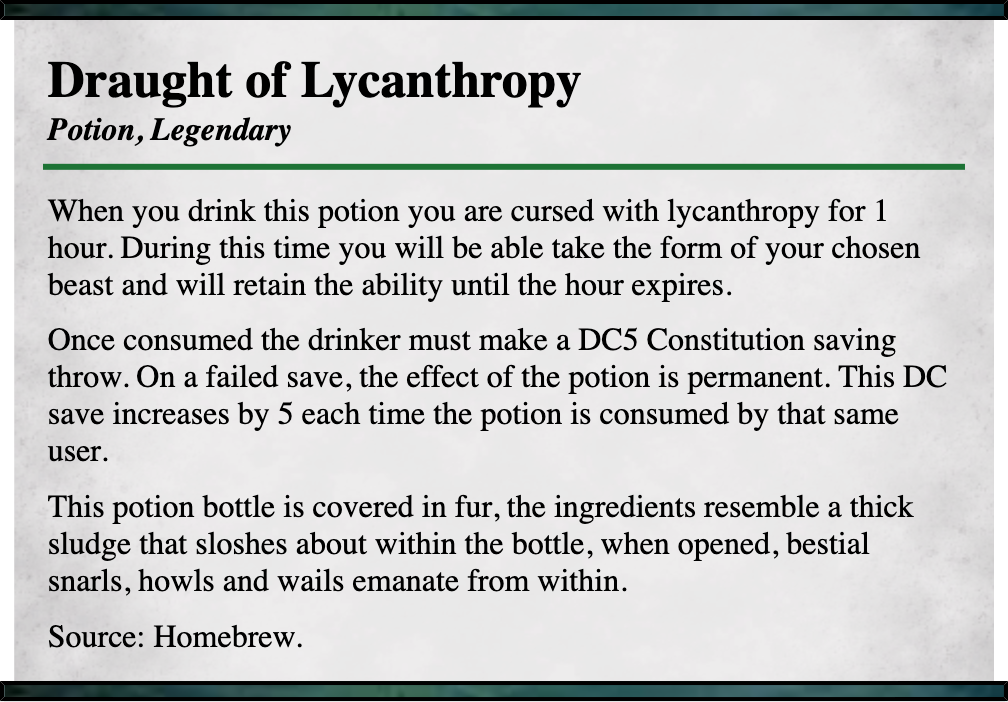 Draught of Lycanthropy
Potion, Legendary
When you drink this potion you are cursed with lycanthropy for 1
hour. During this time you will be able take the form of your chosen
beast and will retain the ability until the hour expires.
Once consumed the drinker must make a DC5 Constitution saving
throw. On a failed save, the effect of the potion is permanent. This DC
save increases by 5 each time the potion is consumed by that same
user.
This potion bottle is covered in fur, the ingredients resemble a thick
sludge that sloshes about within the bottle, when opened, bestial
snarls, howls and wails emanate from within.
Source: Homebrew.